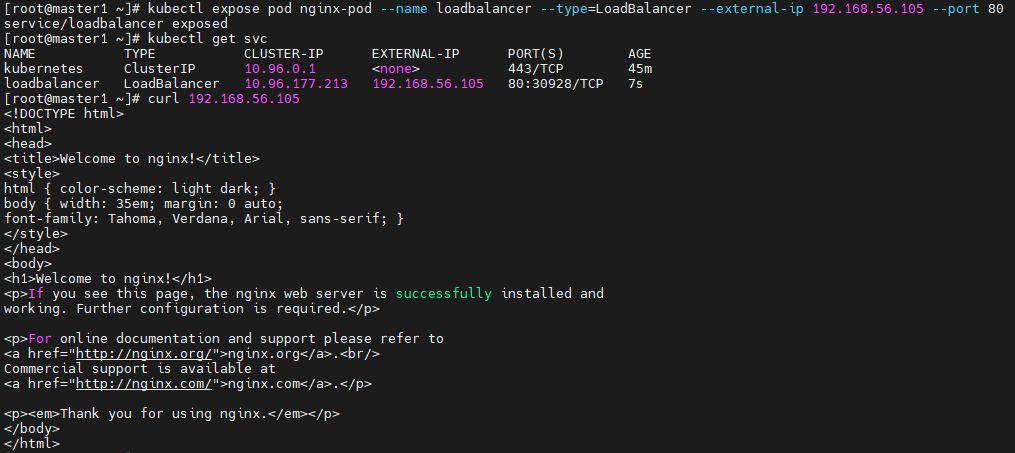 [root@master1 ~]# kubectl expose pod nginx-pod --name loadbalancer --type=LoadBalancer --external-ip 192.168.56.105 --port 80
service/loadbalancer exposed
[root@master1 ~]# kubectl get svc
NAME           TYPE           CLUSTER-IP      EXTERNAL-IP      PORT(S)        AGE
kubernetes     ClusterIP      10.96.0.1       <none>           443/TCP        45m
loadbalancer   LoadBalancer   10.96.177.213   192.168.56.105   80:30928/TCP   7s
[root@master1 ~]# curl 192.168.56.105
<!DOCTYPE html>
<html>
<head>
<title>Welcome to nginx!</title>
<style>
html { color-scheme: light dark; }
body { width: 35em; margin: 0 auto;
font-family: Tahoma, Verdana, Arial, sans-serif; }
</style>
</head>
<body>
<h1>Welcome to nginx!</h1>
<p>If you see this page, the nginx web server is successfully installed and
working. Further configuration is required.</p>

<p>For online documentation and support please refer to
<a href="http://nginx.org/">nginx.org</a>.<br/>
Commercial support is available at
<a href="http://nginx.com/">nginx.com</a>.</p>

<p><em>Thank you for using nginx.</em></p>
</body>
</html>